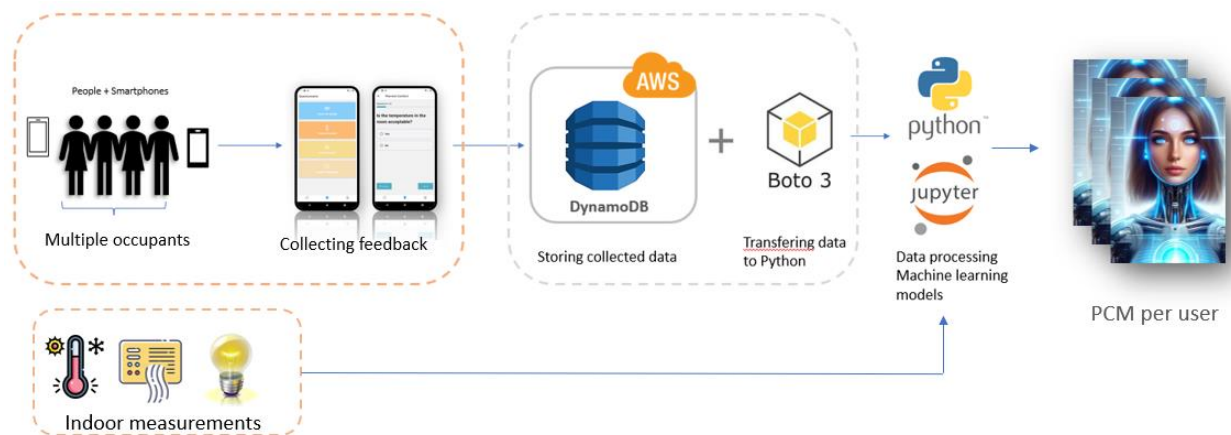 People + Smartphones
Multiple occupants
Is the temperature in the
room acceptable?
Collecting feedback
AWS
DynamoDB
Storing collected data
+
Boto 3
Transfering data
to Python
python™
jupyter
Data processing
Machine learning
models
PCM per user
Indoor measurements